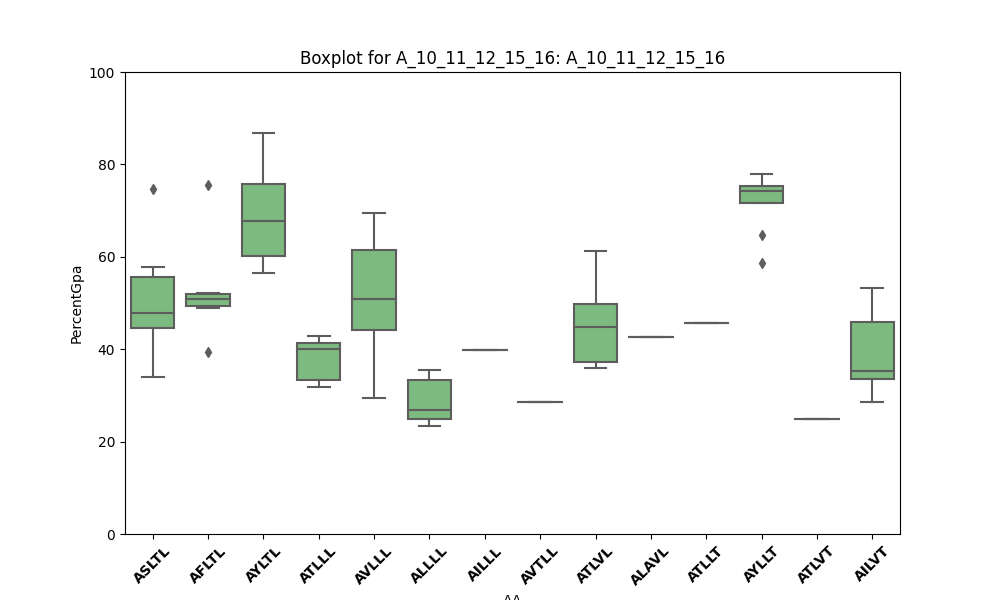 Boxplot for A_10_11_12_15_16: A_10_11_12_15_16
100
80
60
40
20
0
PercentGpa
ASLTL
AFLTL
AYLTL
ATLLL
AVLLL
ALLLL
AILLL
AVTLL
ATLVL
ALAVL
ATLLT
AYLLT
ATLVT
AILVT
AA